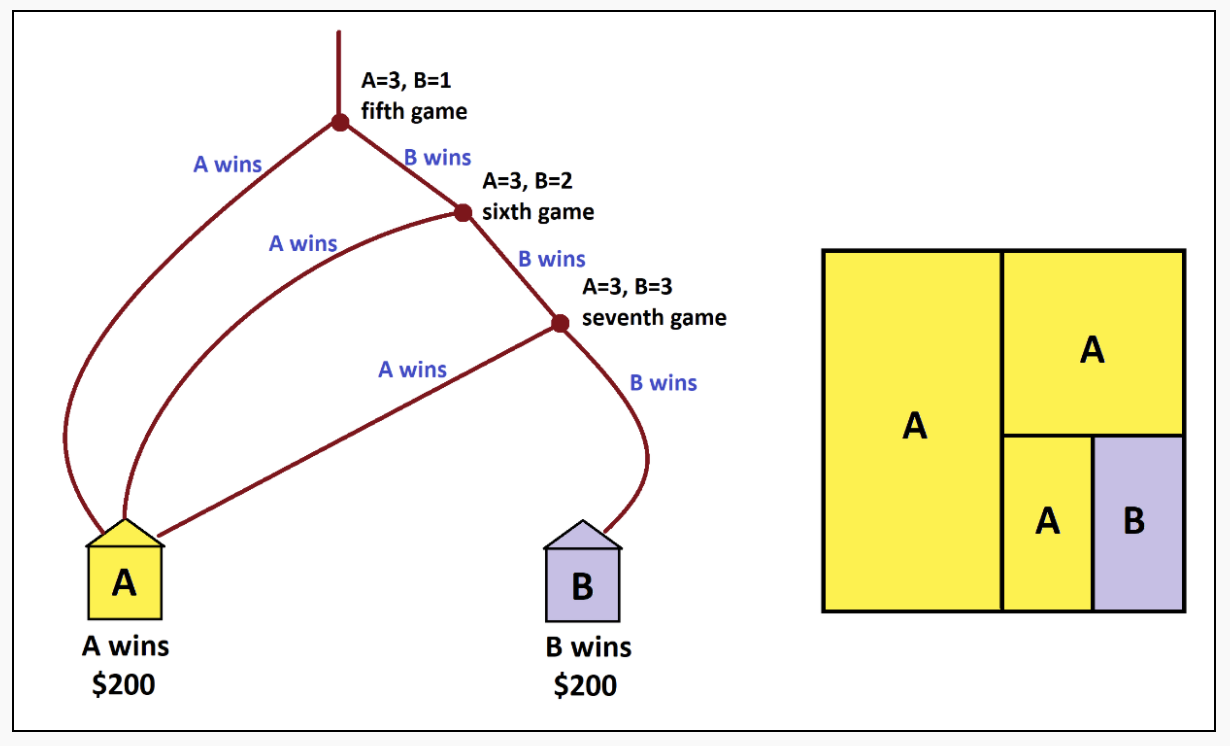 A=3, B=1
fifth game
A wins
B wins
A=3, B=2
sixth game
A wins
B wins
A=3, B=3
seventh game
A wins
B wins
A
B
A wins
$200
B wins
$200
A
A
A
B